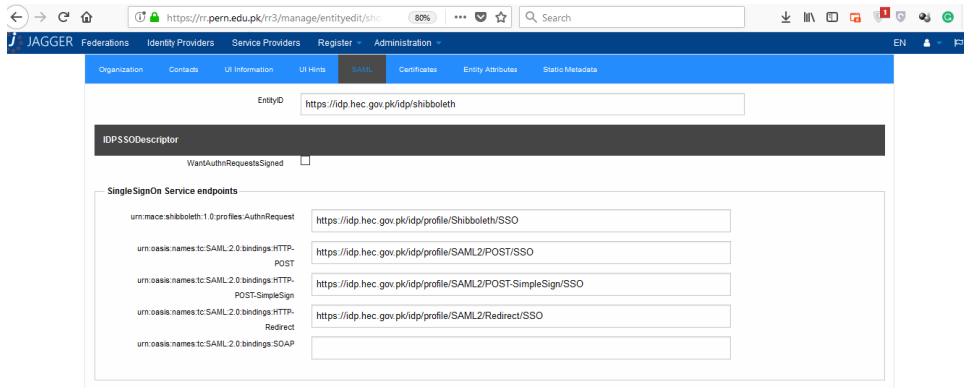 https://rr.pern.edu.pk/rr3/manage/entityedit/sho 80% Search
JAGGER Federations Identity Providers Service Providers Register Administration EN
Organization Contacts UI Information UI Hints SAML Certificates Entity Attributes Static Metadata
EntityID https://idp.hec.gov.pk/idp/shibboleth
IDPSSODescriptor
WantAuthnRequestsSigned
SingleSignOn Service endpoints
urn:mace:shibboleth:1.0:profiles:AuthnRequest https://idp.hec.gov.pk/idp/profile/Shibboleth/SSO
urn:oasis:names:tc:SAML:2.0:bindings:HTTP-
POST https://idp.hec.gov.pk/idp/profile/SAML2/POST/SSO
urn:oasis:names:tc:SAML:2.0:bindings:HTTP-
POST-SimpleSign https://idp.hec.gov.pk/idp/profile/SAML2/POST-SimpleSign/SSO
urn:oasis:names:tc:SAML:2.0:bindings:HTTP-
Redirect https://idp.hec.gov.pk/idp/profile/SAML2/Redirect/SSO
urn:oasis:names:tc:SAML:2.0:bindings:SOAP